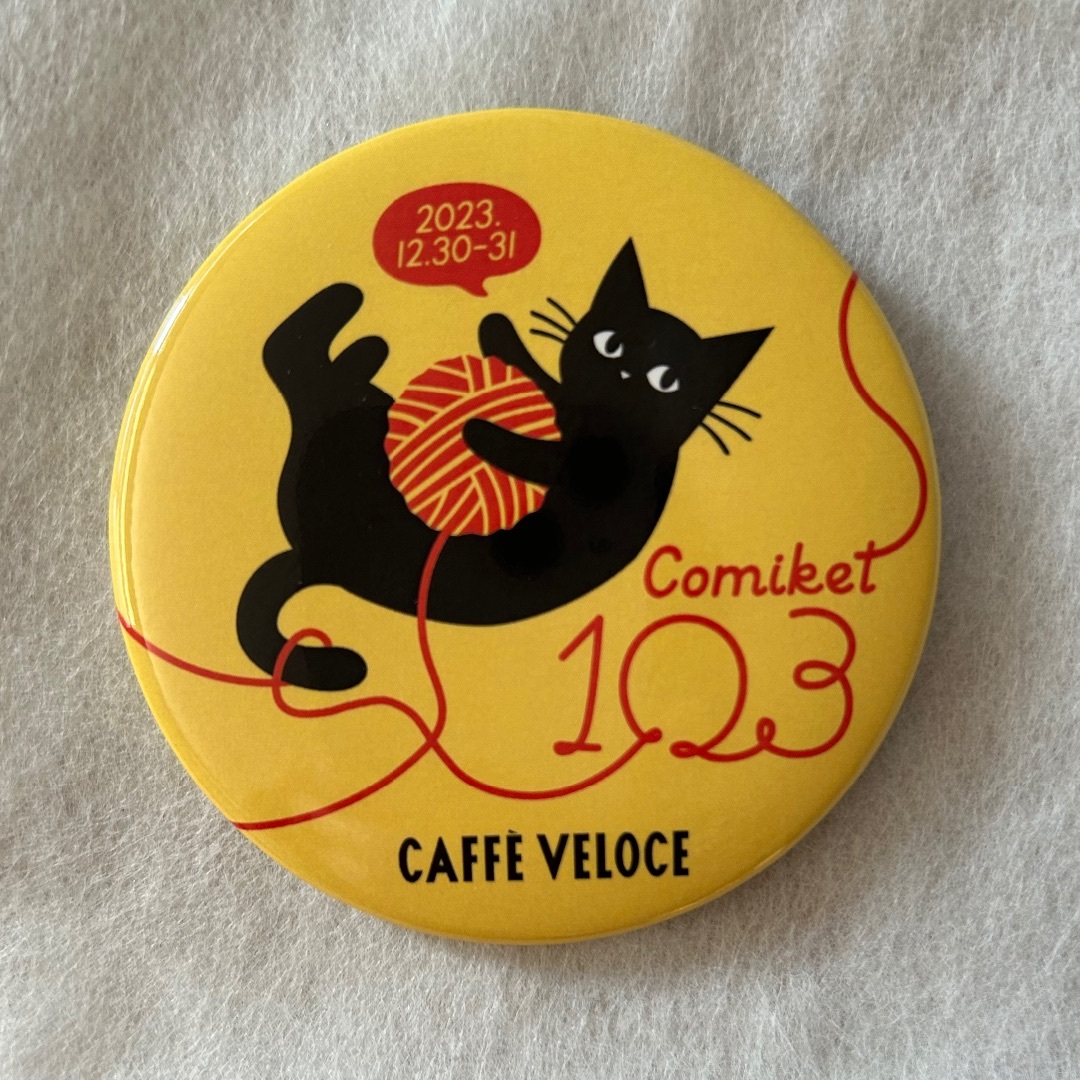 2023.
12.30-31
Comiket
103
CAFFÈ VELOCE